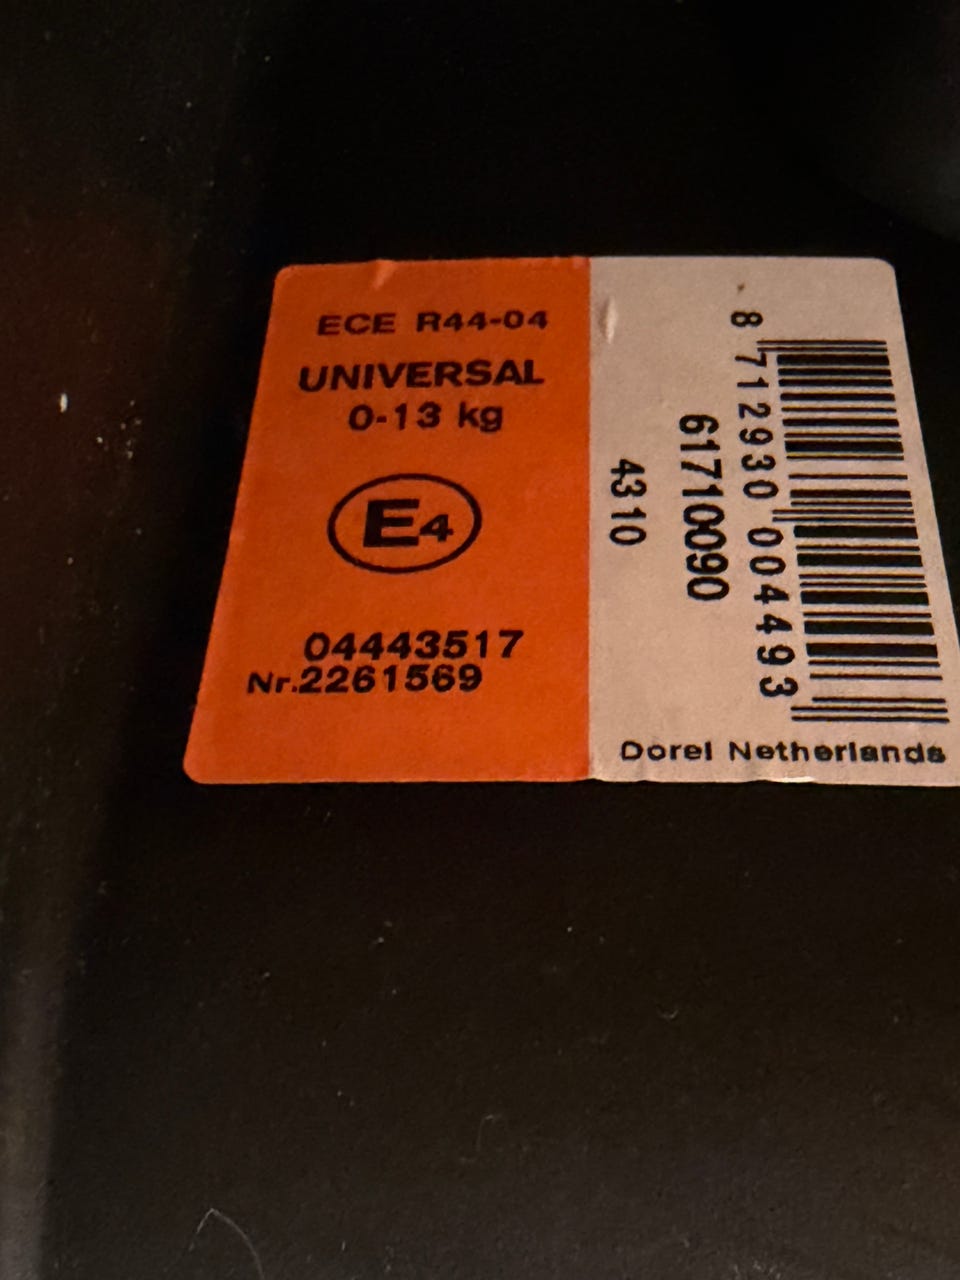 ECE R44-04
UNIVERSAL
0-13 kg
E4
04443517
Nr.2261569
8 712930 004493
61710090
4310
Dorel Netherlands